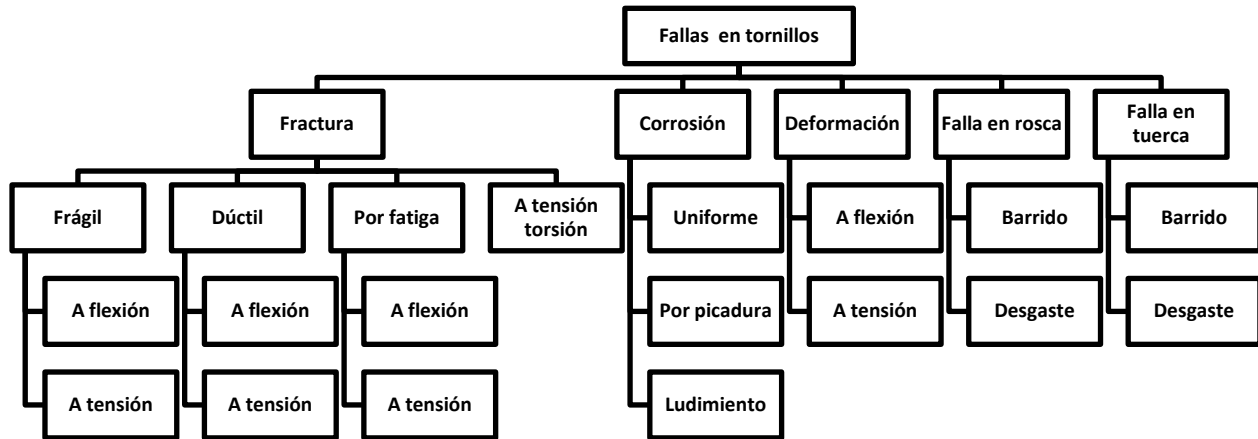 Fallas en tornillos
Fractura
Corrosión
Deformación
Falla en rosca
Falla en
tuerca
Frágil
Dúctil
Por fatiga
A tensión
torsión
Uniforme
A flexión
Barrido
Barrido
A flexión
A flexión
A flexión
Por picadura
A tensión
Desgaste
Desgaste
A tensión
A tensión
A tensión
Ludimiento